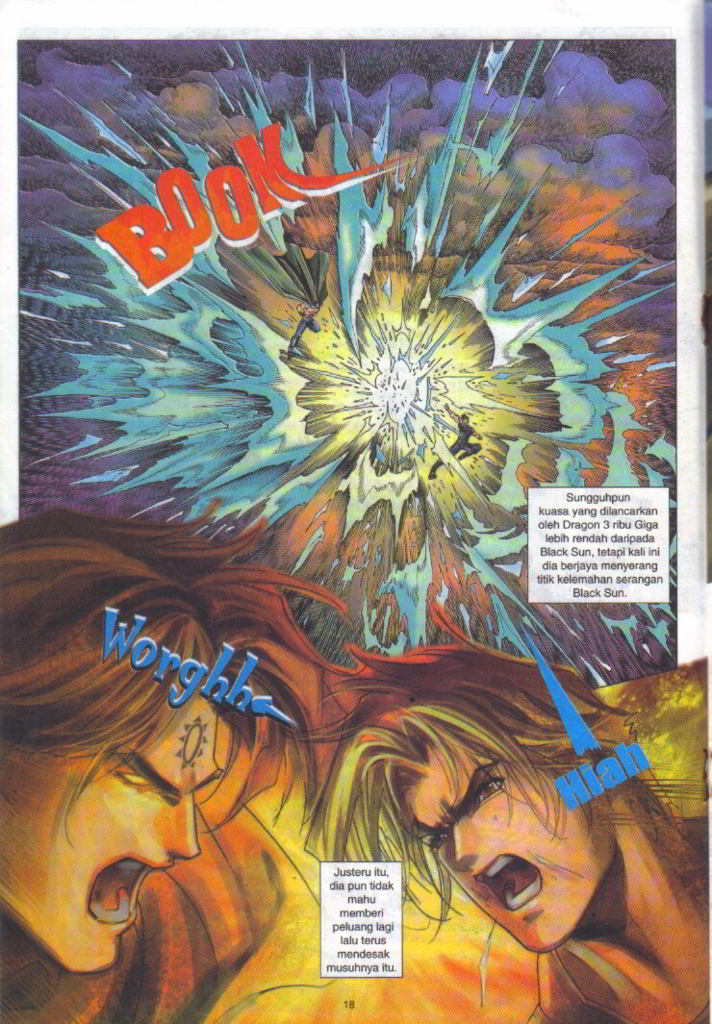 BOOM
Sungguhpun
kuasa yang dilancarkan
oleh Dragon 3 ribu Giga
lebih rendah daripada
Black Sun, tetapi kali ini
dia berjaya menyerang
titik kelemahan serangan
Black Sun.
Worghh
Hiah
Justeru itu,
dia pun tidak
mahu
memberi
peluang lagi
lalu terus
mendesak
musuhnya itu.
18